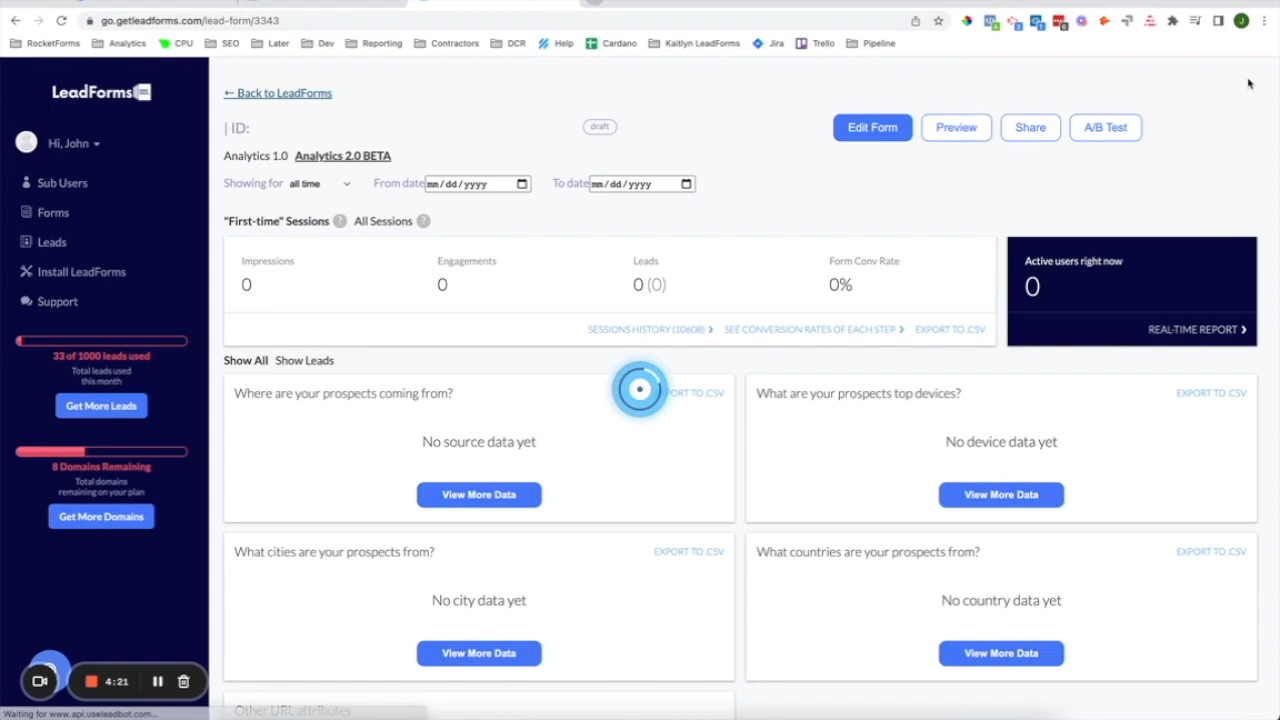 go.getleadforms.com/lead-form/3343
RocketForms Analytics CPU SEO Later Dev Reporting Contractors DCR Help Cardano Kaitlyn LeadForms Jira Trello Pipeline
LeadForms
← Back to LeadForms
| ID:
draft
Edit Form Preview Share A/B Test
Hi, John
Analytics 1.0 Analytics 2.0 BETA
Sub Users
Showing for all time From date mm/dd/yyyy To date mm/dd/yyyy
Forms
"First-time" Sessions ? All Sessions ?
Leads
Impressions Engagements Leads Form Conv Rate
0 0 0 (0) 0%
Active users right now
0
Install LeadForms
Support
SESSIONS HISTORY (10608) > SEE CONVERSION RATES OF EACH STEP > EXPORT TO .CSV
REAL-TIME REPORT >
33 of 1000 leads used
Total leads used
this month
Get More Leads
Show All Show Leads
Where are your prospects coming from? PORT TO .CSV
No source data yet
View More Data
What are your prospects top devices? EXPORT TO .CSV
No device data yet
View More Data
8 Domains Remaining
Total domains
remaining on your plan
Get More Domains
What cities are your prospects from? EXPORT TO .CSV
No city data yet
View More Data
What countries are your prospects from? EXPORT TO .CSV
No country data yet
View More Data
4:21
Other URL attributes
Waiting for www.api.useleadbot.com...